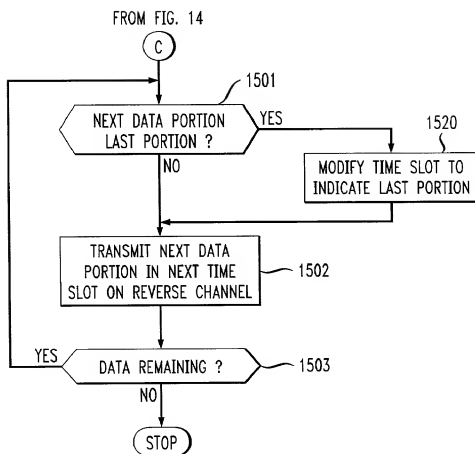 FROM FIG. 14
C
1501
NEXT DATA PORTION
LAST PORTION ?
YES
NO
1520
MODIFY TIME SLOT TO
INDICATE LAST PORTION
TRANSMIT NEXT DATA
PORTION IN NEXT TIME
SLOT ON REVERSE CHANNEL
1502
YES
DATA REMAINING ?
1503
NO
STOP